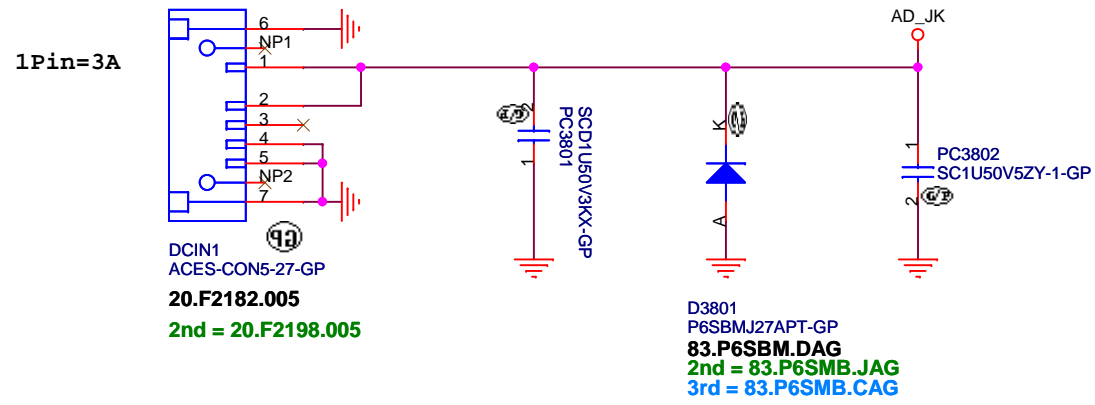 AD_JK
1Pin=3A
6
NP1
1
2
3
4
5
NP2
7
GP
DCIN1
ACES-CON5-27-GP
20.F2182.005
2nd = 20.F2198.005
2
1
PC3801
SCD1U50V3KX-GP
K
A
D3801
P6SBMJ27APT-GP
83.P6SBM.DAG
2nd = 83.P6SMB.JAG
3rd = 83.P6SMB.CAG
1
2
PC3802
SC1U50V5ZY-1-GP